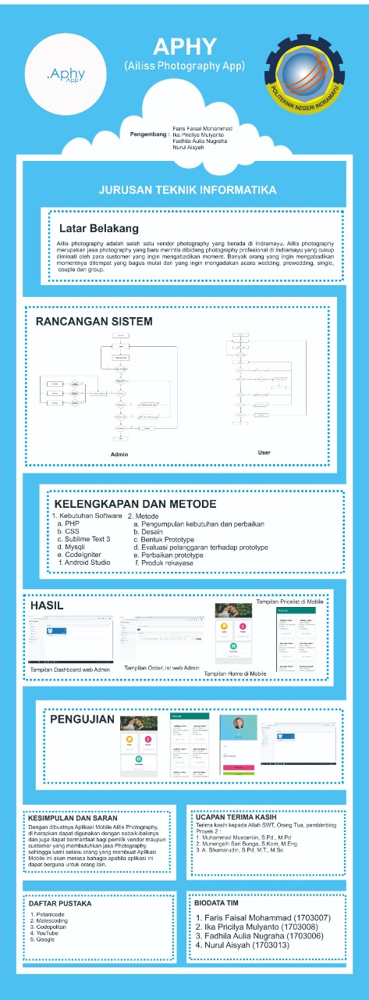 APHY
(Ailiss Photography App)
.Aphy
App
POLITEKNIK NEGERI INDRAMAYU
Pengembang : Faris Faisal Mohammad
Ika Pricilya Mulyanto
Fadhila Aulia Nugraha
Nurul Aisyah
JURUSAN TEKNIK INFORMATIKA
Latar Belakang
Aillis photography adalah salah satu vendor photography yang berada di Indramayu. Aillis photography
merupakan jasa photography yang baru merintis dibidang photography profesional di Indramayu yang cukup
diminati oleh para customer yang ingin mengabadikan moment. Banyak orang yang ingin mengabadikan
momentnya ditempat yang bagus mulai dari yang ingin mengadakan acara wedding, prewedding, single,
couple dan group.
RANCANGAN SISTEM
Admin
User
KELENGKAPAN DAN METODE
1. Kebutuhan Software
a. PHP
b. CSS
c. Sublime Text 3
d. Mysqli
e. CodeIgniter
f. Android Studio
2. Metode
a. Pengumpulan kebutuhan dan perbaikan
b. Desain
c. Bentuk Prototype
d. Evaluasi pelanggaran terhadap prototype
e. Perbaikan prototype
f. Produk rekayasa
HASIL
Tampilan Dashboard web Admin
Tampilan OrderList web Admin
Tampilan Home di Mobile
Tampilan Pricelist di Mobile
PENGUJIAN
KESIMPULAN DAN SARAN
Dengan dibuatnya Aplikasi Mobile Aillis Photography,
di harapkan dapat digunakan dengan sebaik-baiknya
dan juga dapat bermanfaat bagi pemilik vendor maupun
customer yang membutuhkan jasa Photography,
sehingga kami selaku orang yang membuat Aplikasi
Mobile ini akan merasa bahagia apabila aplikasi ini
dapat berguna untuk orang lain.
UCAPAN TERIMA KASIH
Terima kasih kepada Allah SWT, Orang Tua, pembimbing
Proyek 2 :
1. Muhammad Mustamiin, S.Pd., M.Pd
2. Munengsih Sari Bunga, S.Kom, M.Eng
3. A. Shumarudin, S.Pd, M.T., M.Sc
DAFTAR PUSTAKA
1. Petanicode
2. Malescoding
3. Codepolitan
4. YouTube
5. Google
BIODATA TIM
1. Faris Faisal Mohammad (1703007)
2. Ika Pricilya Mulyanto (1703008)
3. Fadhila Aulia Nugraha (1703006)
4. Nurul Aisyah (1703013)